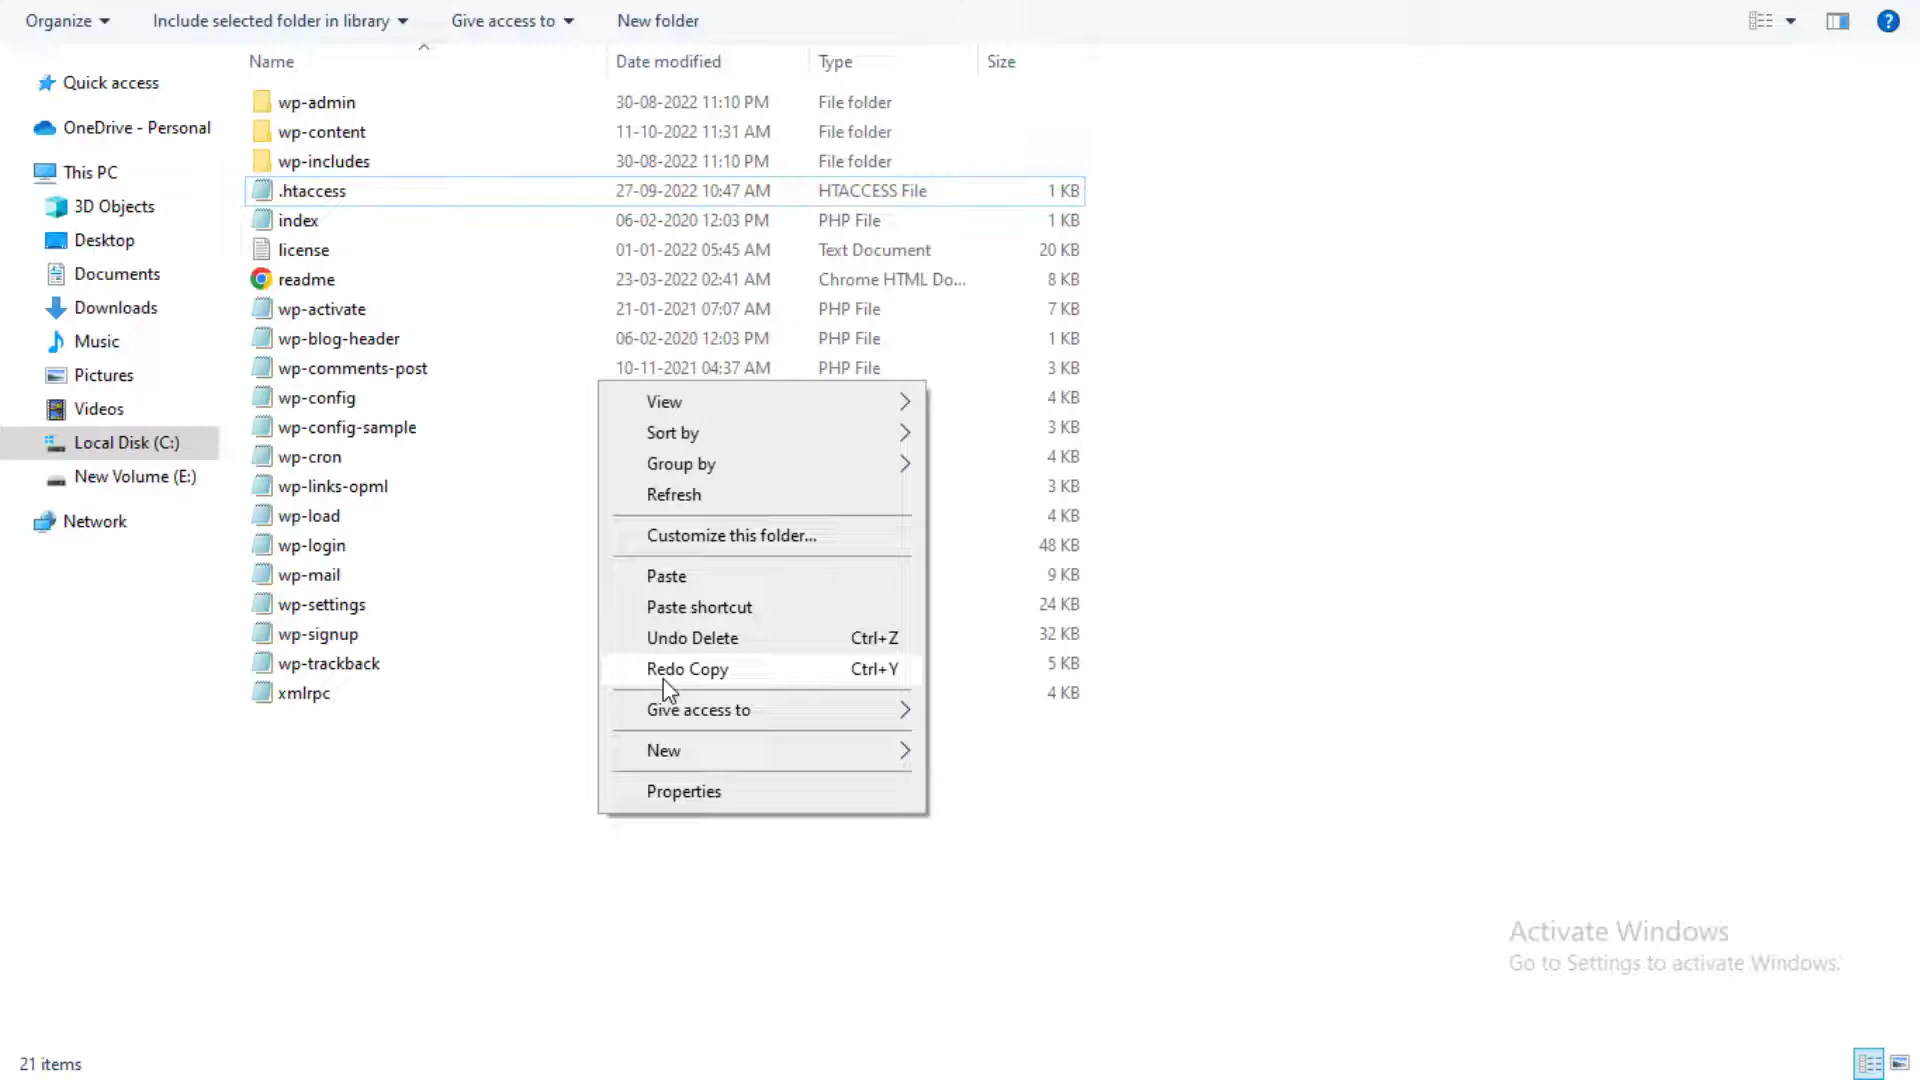 Organize Include selected folder in library Give access to New folder
Name Date modified Type Size
Quick access
OneDrive - Personal
This PC
3D Objects
Desktop
Documents
Downloads
Music
Pictures
Videos
Local Disk (C:)
New Volume (E:)
Network
wp-admin 30-08-2022 11:10 PM File folder
wp-content 11-10-2022 11:31 AM File folder
wp-includes 30-08-2022 11:10 PM File folder
.htaccess 27-09-2022 10:47 AM HTACCESS File 1 KB
index 06-02-2020 12:03 PM PHP File 1 KB
license 01-01-2022 05:45 AM Text Document 20 KB
readme 23-03-2022 02:41 AM Chrome HTML Do... 8 KB
wp-activate 21-01-2021 07:07 AM PHP File 7 KB
wp-blog-header 06-02-2020 12:03 PM PHP File 1 KB
wp-comments-post 10-11-2021 04:37 AM PHP File 3 KB
wp-config 4 KB
wp-config-sample 3 KB
wp-cron 4 KB
wp-links-opml 3 KB
wp-load 4 KB
wp-login 48 KB
wp-mail 9 KB
wp-settings 24 KB
wp-signup 32 KB
wp-trackback 5 KB
xmlrpc 4 KB
View
Sort by
Group by
Refresh
Customize this folder...
Paste
Paste shortcut
Undo Delete Ctrl+Z
Redo Copy Ctrl+Y
Give access to
New
Properties
Activate Windows
Go to Settings to activate Windows.
21 items